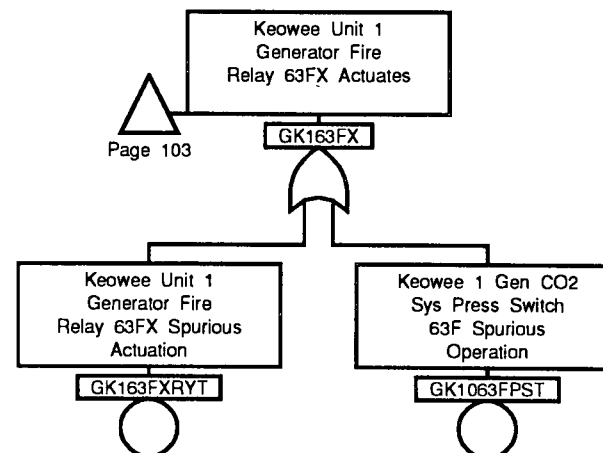 Keowee Unit 1
Generator Fire
Relay 63FX Actuates
Page 103
GK163FX
Keowee Unit 1
Generator Fire
Relay 63FX Spurious
Actuation
GK163FXRYT
Keowee 1 Gen CO2
Sys Press Switch
63F Spurious
Operation
GK1063FPST